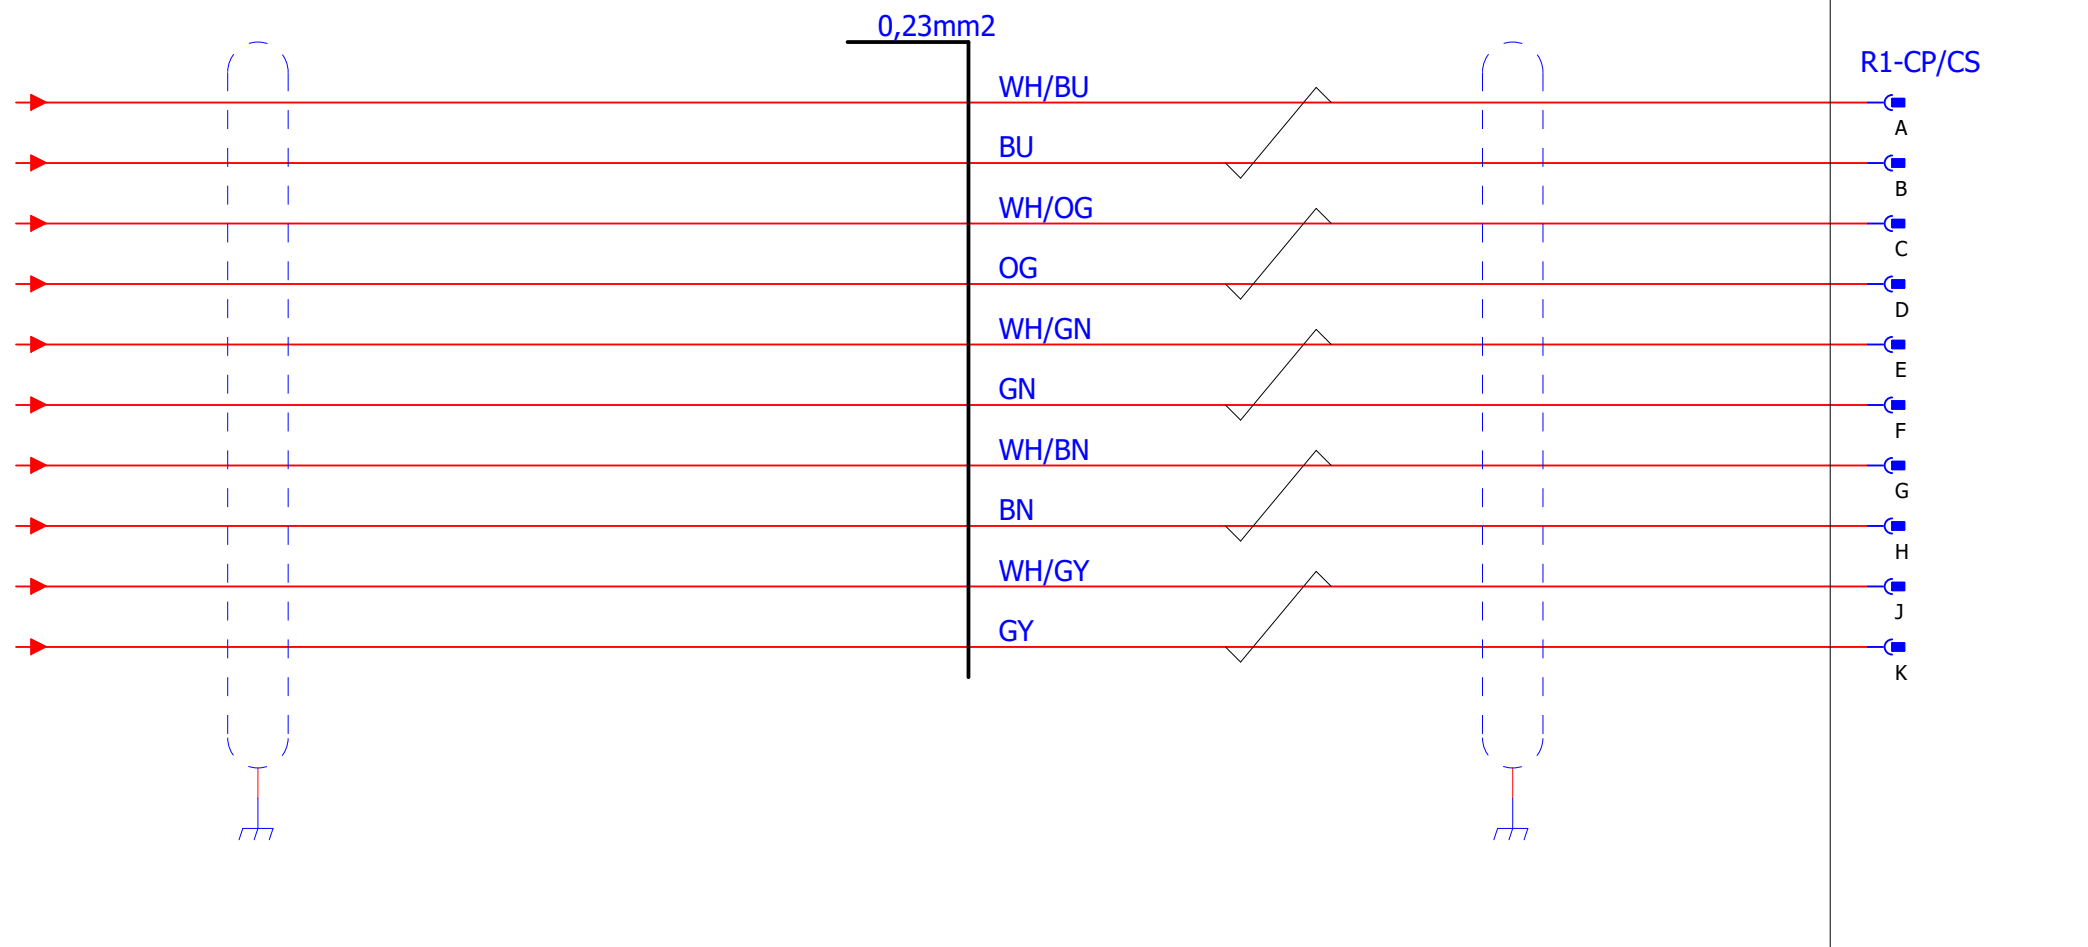 0,23mm2
R1-CP/CS
WH/BU
A
BU
B
WH/OG
C
OG
D
WH/GN
E
GN
F
WH/BN
G
BN
H
WH/GY
J
GY
K